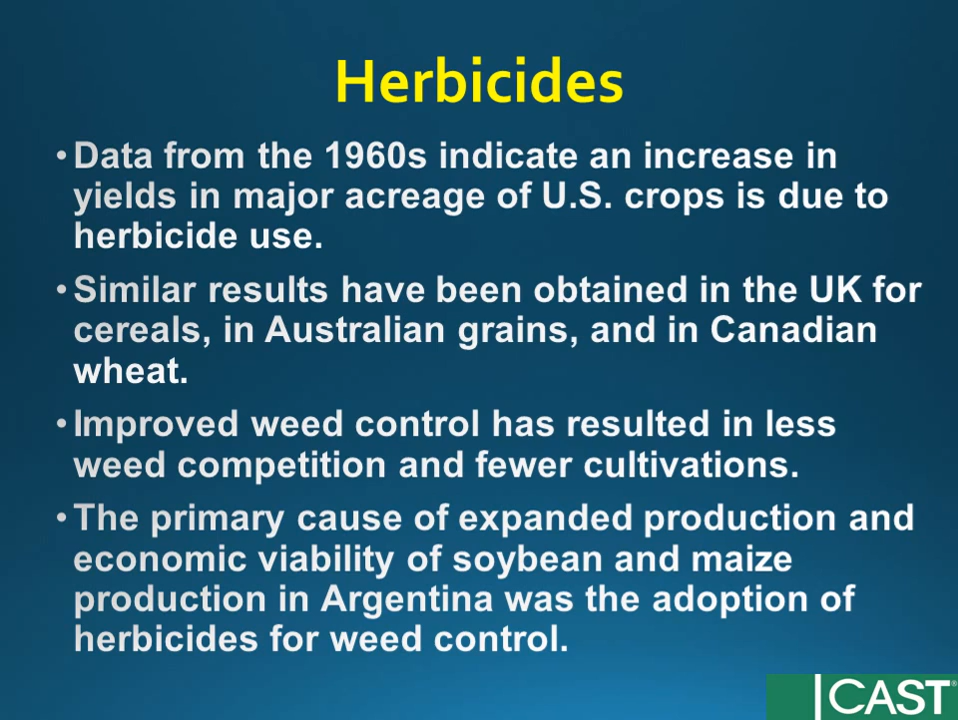 Herbicides
• Data from the 1960s indicate an increase in
yields in major acreage of U.S. crops is due to
herbicide use.
• Similar results have been obtained in the UK for
cereals, in Australian grains, and in Canadian
wheat.
• Improved weed control has resulted in less
weed competition and fewer cultivations.
• The primary cause of expanded production and
economic viability of soybean and maize
production in Argentina was the adoption of
herbicides for weed control.
CAST®